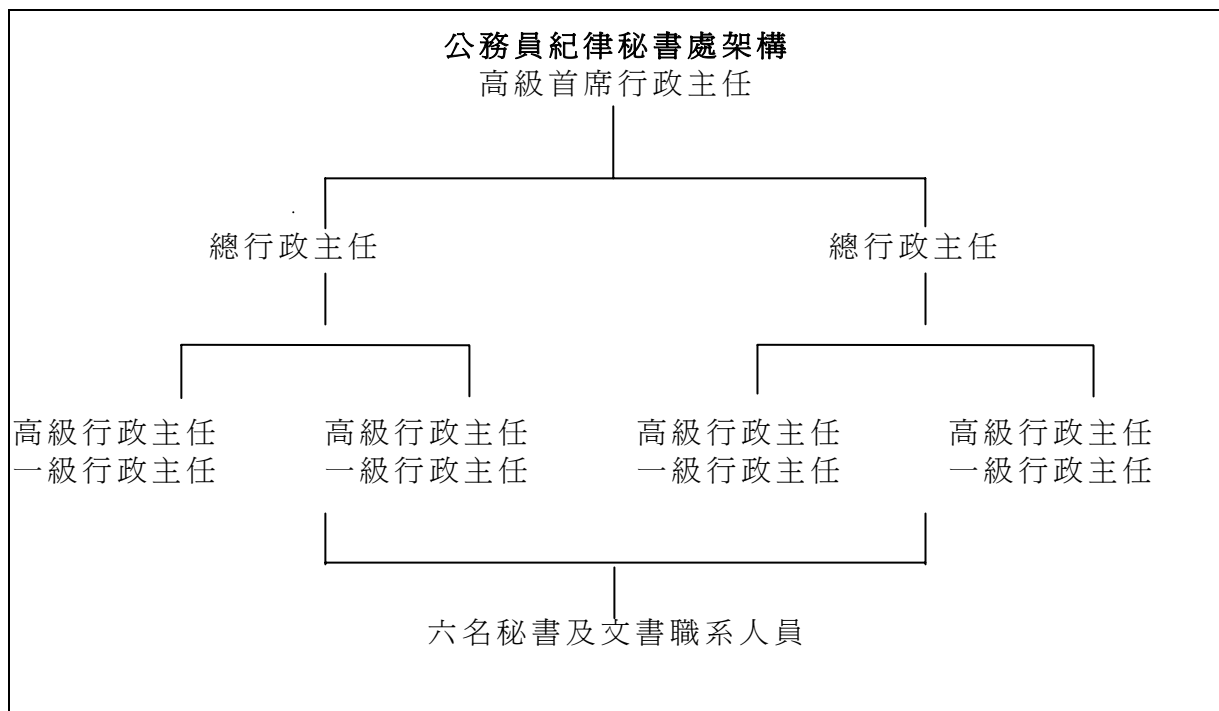 公務員紀律秘書處架構
高級首席行政主任
總行政主任 總行政主任
高級行政主任 高級行政主任 高級行政主任 高級行政主任
一級行政主任 一級行政主任 一級行政主任 一級行政主任
六名秘書及文書職系人員